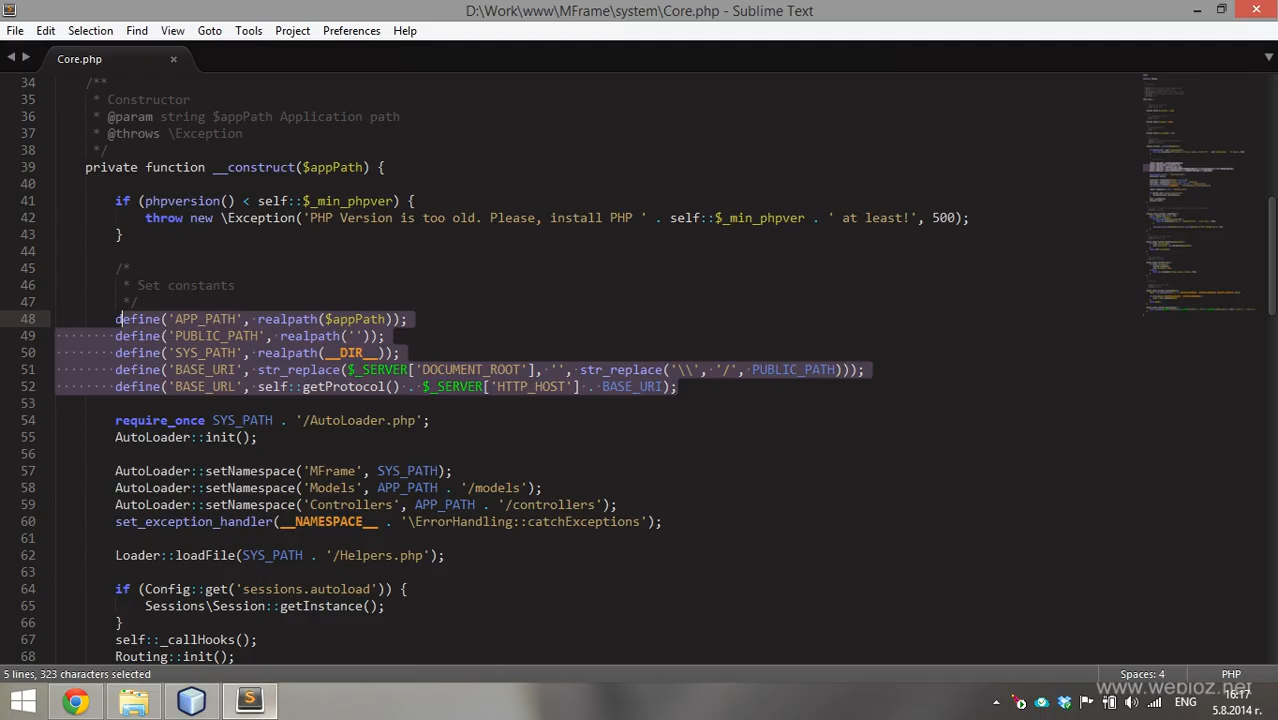 D:\Work\www\MFrame\system\Core.php - Sublime Text
File Edit Selection Find View Goto Tools Project Preferences Help
Core.php
34 /**
35 * Constructor
36 * @param string $appPath Application path
37 * @throws \Exception
38 */
39 private function __construct($appPath) {
40
41 if (phpversion() < self::$_min_phpver) {
42 throw new \Exception('PHP Version is too old. Please, install PHP ' . self::$_min_phpver . ' at least!', 500);
43 }
44
45 /*
46 * Set constants
47 */
48 define('APP_PATH', realpath($appPath));
49 define('PUBLIC_PATH', realpath(''));
50 define('SYS_PATH', realpath(__DIR__));
51 define('BASE_URI', str_replace($_SERVER['DOCUMENT_ROOT'], '', str_replace('\\', '/', PUBLIC_PATH)));
52 define('BASE_URL', self::getProtocol() . $_SERVER['HTTP_HOST'] . BASE_URI);
53
54 require_once SYS_PATH . '/AutoLoader.php';
55 AutoLoader::init();
56
57 AutoLoader::setNamespace('MFrame', SYS_PATH);
58 AutoLoader::setNamespace('Models', APP_PATH . '/models');
59 AutoLoader::setNamespace('Controllers', APP_PATH . '/controllers');
60 set_exception_handler(__NAMESPACE__ . '\ErrorHandling::catchExceptions');
61
62 Loader::loadFile(SYS_PATH . '/Helpers.php');
63
64 if (Config::get('sessions.autoload')) {
65 Sessions\Session::getInstance();
66 }
67 self::_callHooks();
68 Routing::init();
5 lines, 323 characters selected
Spaces: 4 PHP
www.webioz.net
ENG
16:17
5.8.2014 г.